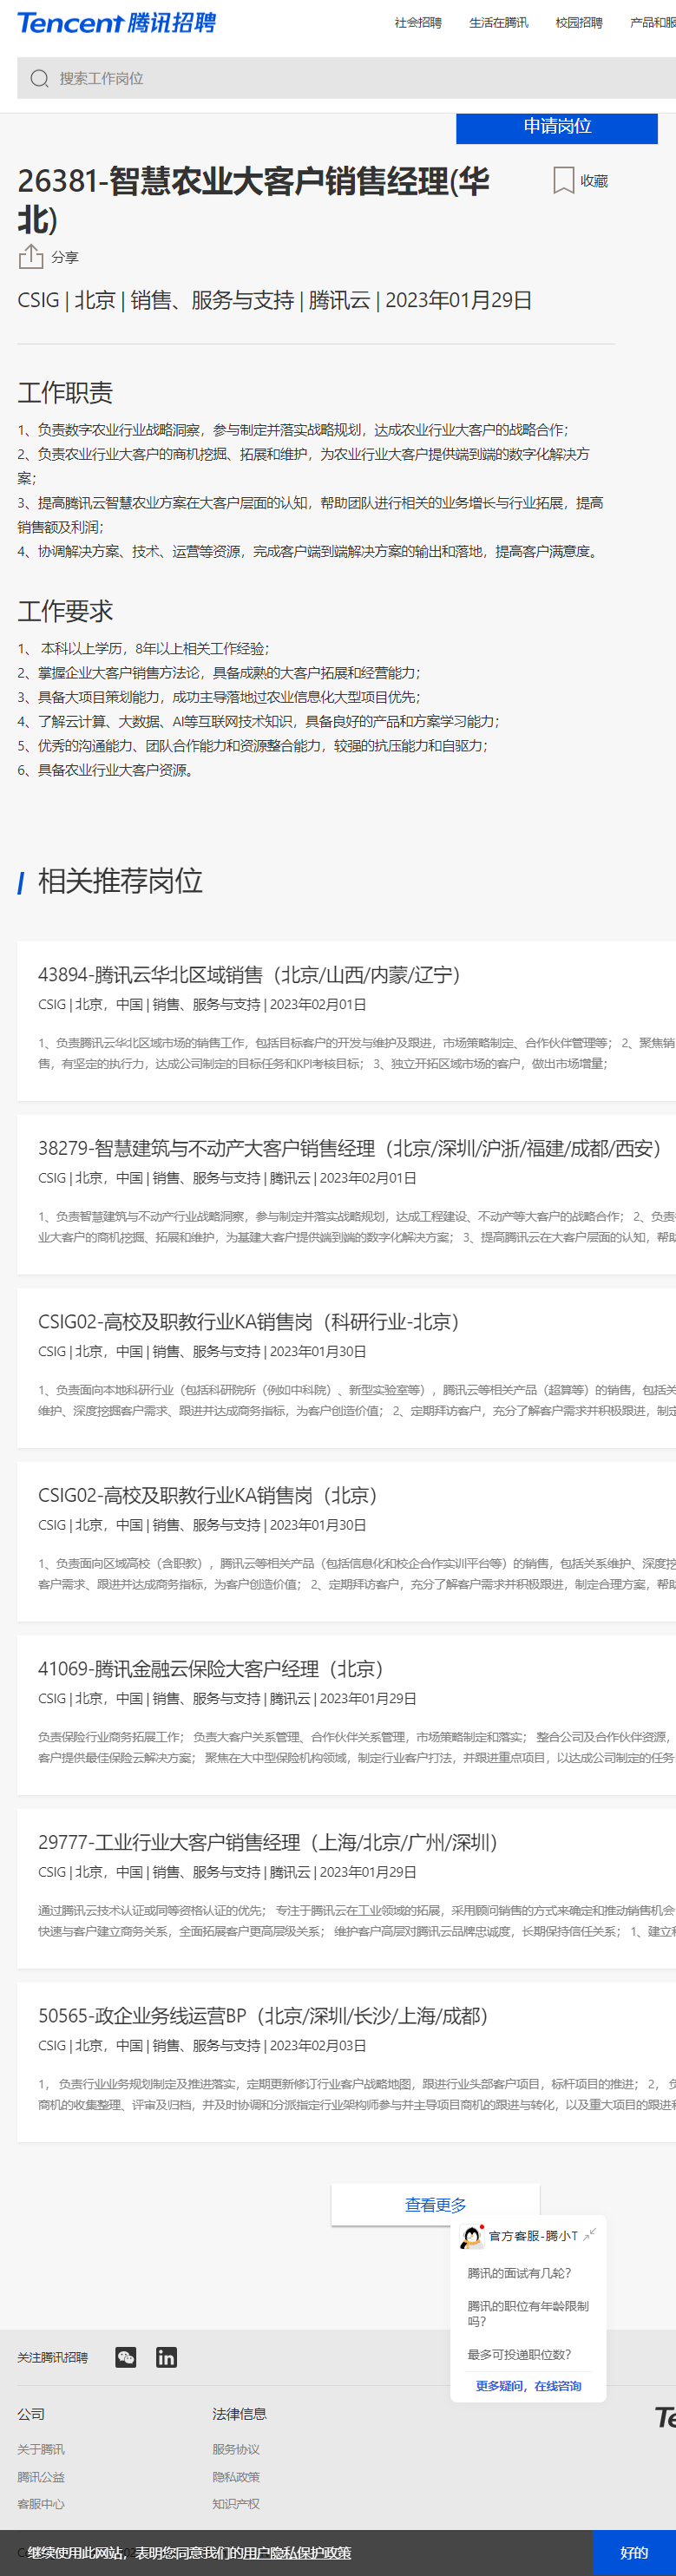 Tencent 腾讯招聘
社会招聘 生活在腾讯 校园招聘 产品和服
搜索工作岗位
申请岗位
26381-智慧农业大客户销售经理(华
北)
收藏
分享
CSIG | 北京 | 销售、服务与支持 | 腾讯云 | 2023年01月29日
工作职责
1、负责数字农业行业战略洞察，参与制定并落实战略规划，达成农业行业大客户的战略合作；
2、负责农业行业大客户的商机挖掘、拓展和维护，为农业行业大客户提供端到端的数字化解决方
案；
3、提高腾讯云智慧农业方案在大客户层面的认知，帮助团队进行相关的业务增长与行业拓展，提高
销售额及利润；
4、协调解决方案、技术、运营等资源，完成客户端到端解决方案的输出和落地，提高客户满意度。
工作要求
1、 本科以上学历，8年以上相关工作经验；
2、掌握企业大客户销售方法论，具备成熟的大客户拓展和经营能力；
3、具备大项目策划能力，成功主导落地过农业信息化大型项目优先；
4、了解云计算、大数据、AI等互联网技术知识，具备良好的产品和方案学习能力；
5、优秀的沟通能力、团队合作能力和资源整合能力，较强的抗压能力和自驱力；
6、具备农业行业大客户资源。
相关推荐岗位
43894-腾讯云华北区域销售（北京/山西/内蒙/辽宁）
CSIG | 北京，中国 | 销售、服务与支持 | 2023年02月01日
1、负责腾讯云华北区域市场的销售工作，包括目标客户的开发与维护及跟进，市场策略制定、合作伙伴管理等； 2、聚焦销
售，有坚定的执行力，达成公司制定的目标任务和KPI考核目标； 3、独立开拓区域市场的客户，做出市场增量；
38279-智慧建筑与不动产大客户销售经理（北京/深圳/沪浙/福建/成都/西安）
CSIG | 北京，中国 | 销售、服务与支持 | 腾讯云 | 2023年02月01日
1、负责智慧建筑与不动产行业战略洞察，参与制定并落实战略规划，达成工程建设、不动产等大客户的战略合作； 2、负责
业大客户的商机挖掘、拓展和维护，为基建大客户提供端到端的数字化解决方案； 3、提高腾讯云在大客户层面的认知，帮助
CSIG02-高校及职教行业KA销售岗（科研行业-北京）
CSIG | 北京，中国 | 销售、服务与支持 | 2023年01月30日
1、负责面向本地科研行业（包括科研院所（例如中科院）、新型实验室等），腾讯云等相关产品（超算等）的销售，包括关
维护、深度挖掘客户需求、跟进并达成商务指标，为客户创造价值； 2、定期拜访客户，充分了解客户需求并积极跟进，制定
CSIG02-高校及职教行业KA销售岗（北京）
CSIG | 北京，中国 | 销售、服务与支持 | 2023年01月30日
1、负责面向区域高校（含职教），腾讯云等相关产品（包括信息化和校企合作实训平台等）的销售，包括关系维护、深度挖
客户需求、跟进并达成商务指标，为客户创造价值； 2、定期拜访客户，充分了解客户需求并积极跟进，制定合理方案，帮助
41069-腾讯金融云保险大客户经理（北京）
CSIG | 北京，中国 | 销售、服务与支持 | 腾讯云 | 2023年01月29日
负责保险行业商务拓展工作； 负责大客户关系管理、合作伙伴关系管理，市场策略制定和落实； 整合公司及合作伙伴资源，
客户提供最佳保险云解决方案； 聚焦在大中型保险机构领域，制定行业客户打法，并跟进重点项目，以达成公司制定的任务
29777-工业行业大客户销售经理（上海/北京/广州/深圳）
CSIG | 北京，中国 | 销售、服务与支持 | 腾讯云 | 2023年01月29日
通过腾讯云技术认证或同等资格认证的优先； 专注于腾讯云在工业领域的拓展，采用顾问销售的方式来确定和推动销售机会
快速与客户建立商务关系，全面拓展客户更高层级关系； 维护客户高层对腾讯云品牌忠诚度，长期保持信任关系； 1、建立和
50565-政企业务线运营BP（北京/深圳/长沙/上海/成都）
CSIG | 北京，中国 | 销售、服务与支持 | 2023年02月03日
1， 负责行业业务规划制定及推进落实，定期更新修订行业客户战略地图，跟进行业头部客户项目，标杆项目的推进； 2， 负
商机的收集整理、评审及归档，并及时协调和分派指定行业架构师参与并主导项目商机的跟进与转化，以及重大项目的跟进和
查看更多
官方客服-腾小T
腾讯的面试有几轮？
腾讯的职位有年龄限制
吗？
最多可投递职位数？
更多疑问，在线咨询
关注腾讯招聘
公司 法律信息
关于腾讯 服务协议
腾讯公益 隐私政策
客服中心 知识产权
继续使用此网站，表明您同意我们的用户隐私保护政策
好的